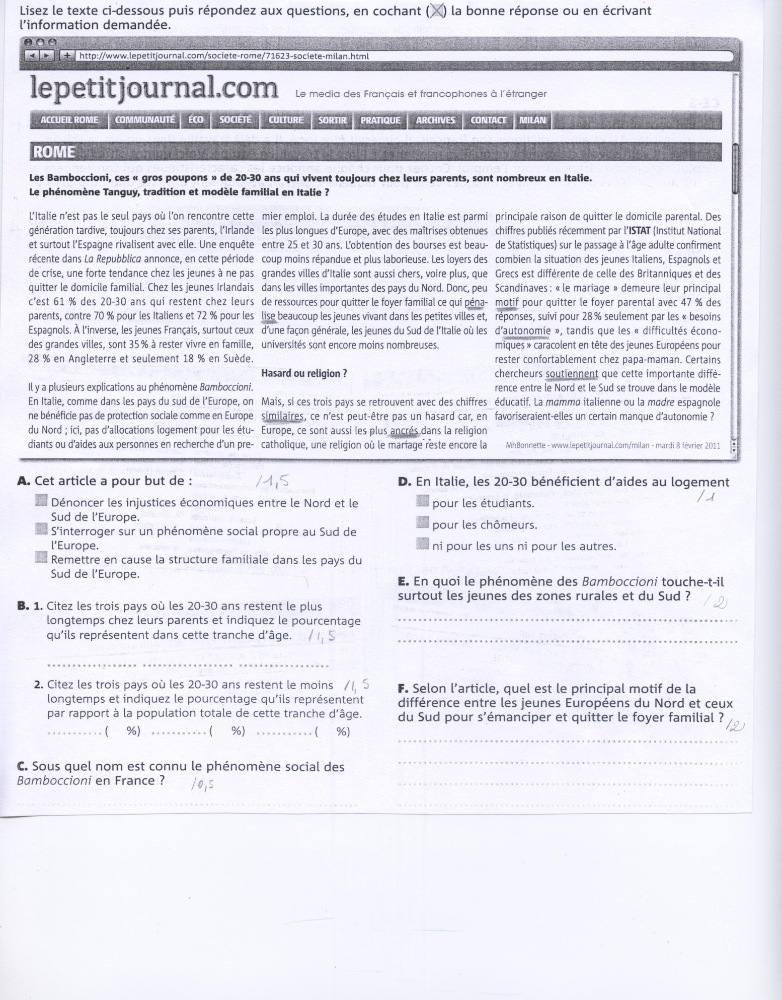 Lisez le texte ci-dessous puis répondez aux questions, en cochant (X) la bonne réponse ou en écrivant
l'information demandée.
http://www.lepetitjournal.com/societe-rome/71623-societe-milan.html
lepetitjournal.com Le media des Français et francophones à l'étranger
ACCUEIL ROME COMMUNAUTÉ ÉCO SOCIÉTÉ CULTURE SORTIR PRATIQUE ARCHIVES CONTACT MILAN
ROME
Les Bamboccioni, ces « gros poupons » de 20-30 ans qui vivent toujours chez leurs parents, sont nombreux en Italie.
Le phénomène Tanguy, tradition et modèle familial en Italie ?
L'Italie n'est pas le seul pays où l'on rencontre cette
génération tardive, toujours chez ses parents, l'Irlande
et surtout l'Espagne rivalisent avec elle. Une enquête
récente dans La Repubblica annonce, en cette période
de crise, une forte tendance chez les jeunes à ne pas
quitter le domicile familial. Chez les jeunes Irlandais
c'est 61 % des 20-30 ans qui restent chez leurs
parents, contre 70 % pour les Italiens et 72 % pour les
Espagnols. À l'inverse, les jeunes Français, surtout ceux
des grandes villes, sont 35 % à rester vivre en famille,
28 % en Angleterre et seulement 18 % en Suède.
Il y a plusieurs explications au phénomène Bamboccioni.
En Italie, comme dans les pays du sud de l'Europe, on
ne bénéficie pas de protection sociale comme en Europe
du Nord ; ici, pas d'allocations logement pour les étu-
diants ou d'aides aux personnes en recherche d'un pre-
mier emploi. La durée des études en Italie est parmi
les plus longues d'Europe, avec des maîtrises obtenues
entre 25 et 30 ans. L'obtention des bourses est beau-
coup moins répandue et plus laborieuse. Les loyers des
grandes villes d'Italie sont aussi chers, voire plus, que
dans les villes importantes des pays du Nord. Donc, peu
de ressources pour quitter le foyer familial ce qui péna-
lise beaucoup les jeunes vivant dans les petites villes et,
d'une façon générale, les jeunes du Sud de l'Italie où les
universités sont encore moins nombreuses.
Hasard ou religion ?
Mais, si ces trois pays se retrouvent avec des chiffres
similaires, ce n'est peut-être pas un hasard car, en
Europe, ce sont aussi les plus ancrés dans la religion
catholique, une religion où le mariage reste encore la
principale raison de quitter le domicile parental. Des
chiffres publiés récemment par l'ISTAT (Institut National
de Statistiques) sur le passage à l'âge adulte confirment
combien la situation des jeunes Italiens, Espagnols et
Grecs est différente de celle des Britanniques et des
Scandinaves : « le mariage » demeure leur principal
motif pour quitter le foyer parental avec 47 % des
réponses, suivi pour 28 % seulement par les « besoins
d'autonomie », tandis que les « difficultés écono-
miques » caracolent en tête des jeunes Européens pour
rester confortablement chez papa-maman. Certains
chercheurs soutiennent que cette importante diffé-
rence entre le Nord et le Sud se trouve dans le modèle
éducatif. La mamma italienne ou la madre espagnole
favoriseraient-elles un certain manque d'autonomie ?
MhBonnette - www.lepetitjournal.com/milan - mardi 8 février 2011
A. Cet article a pour but de : /1,5
Dénoncer les injustices économiques entre le Nord et le
Sud de l'Europe.
S'interroger sur un phénomène social propre au Sud de
l'Europe.
Remettre en cause la structure familiale dans les pays du
Sud de l'Europe.
B. 1. Citez les trois pays où les 20-30 ans restent le plus
longtemps chez leurs parents et indiquez le pourcentage
qu'ils représentent dans cette tranche d'âge. /1,5
2. Citez les trois pays où les 20-30 ans restent le moins /1,5
longtemps et indiquez le pourcentage qu'ils représentent
par rapport à la population totale de cette tranche d'âge.
........... ( %) ........... ( %) ........... ( %)
C. Sous quel nom est connu le phénomène social des
Bamboccioni en France ? /0,5
D. En Italie, les 20-30 bénéficient d'aides au logement
/1
pour les étudiants.
pour les chômeurs.
ni pour les uns ni pour les autres.
E. En quoi le phénomène des Bamboccioni touche-t-il
surtout les jeunes des zones rurales et du Sud ? /2
F. Selon l'article, quel est le principal motif de la
différence entre les jeunes Européens du Nord et ceux
du Sud pour s'émanciper et quitter le foyer familial ? /2